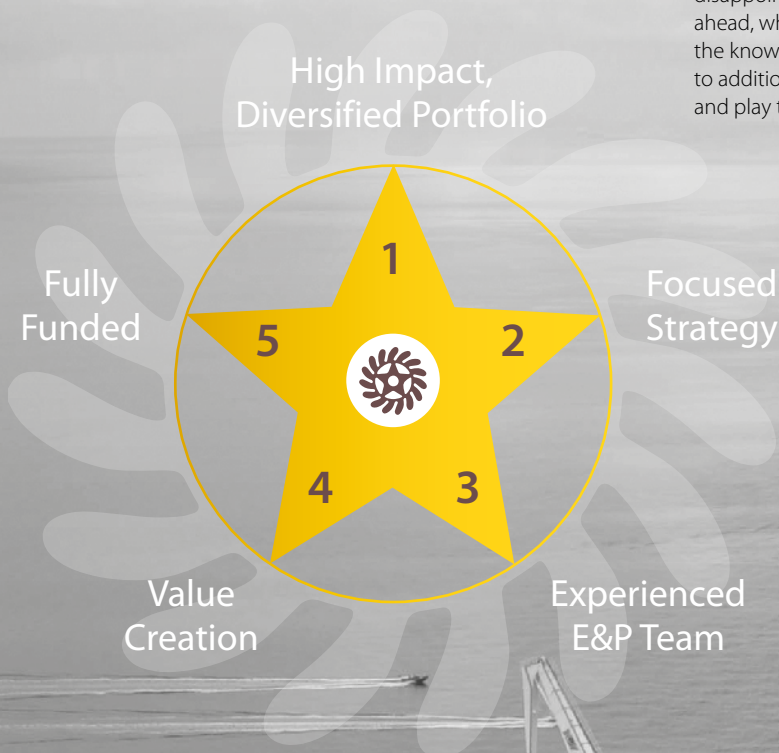 disappoin
ahead, wh
the know
to additio
and play t
High Impact,
Diversified Portfolio
1
Fully
Funded
5
2
Focused
Strategy
4
3
Value
Creation
Experienced
E&P Team